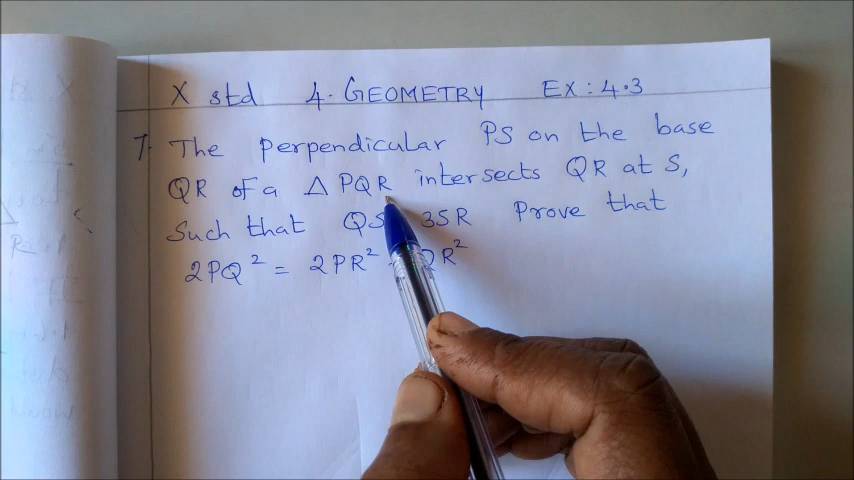 X std 4. GEOMETRY EX: 4.3
7. The perpendicular PS on the base
QR of a Δ PQR intersects QR at S,
Such that QS 3SR Prove that
2PQ² = 2PR² QR²